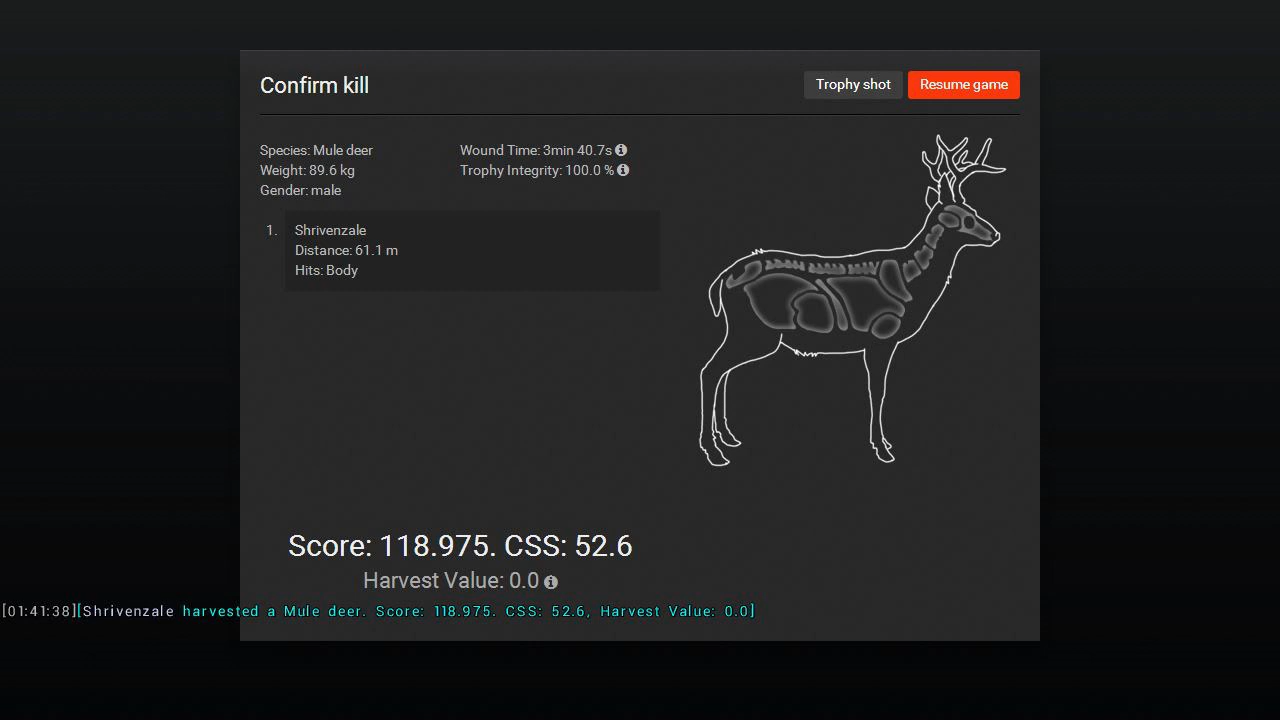 Confirm kill
Trophy shot
Resume game
Species: Mule deer
Weight: 89.6 kg
Gender: male
Wound Time: 3min 40.7s
Trophy Integrity: 100.0 %
1.
Shrivenzale
Distance: 61.1 m
Hits: Body
Score: 118.975. CSS: 52.6
Harvest Value: 0.0
[01:41:38][Shrivenzale harvested a Mule deer. Score: 118.975. CSS: 52.6, Harvest Value: 0.0]